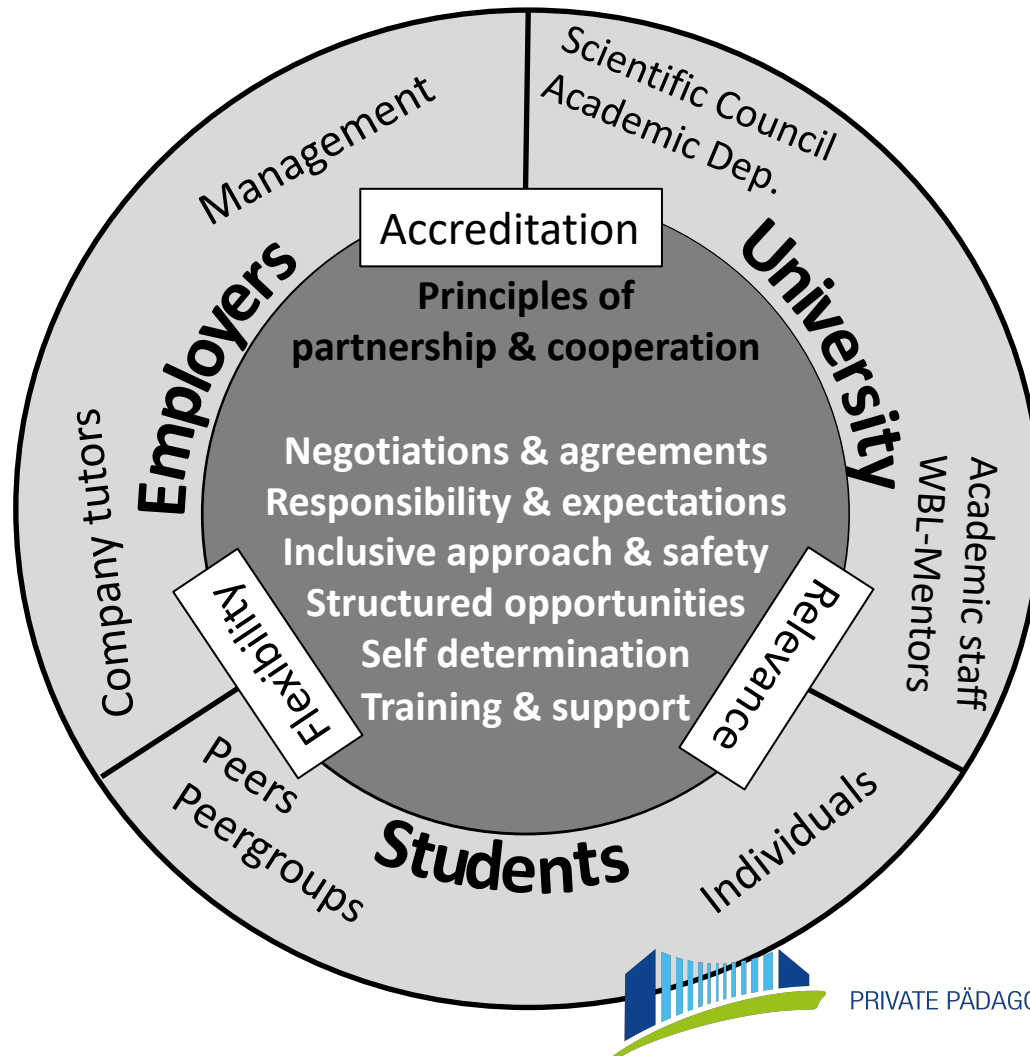 Scientific Council
Academic Dep.
Management
Accreditation
Employers
University
Principles of
partnership & cooperation
Negotiations & agreements
Responsibility & expectations
Inclusive approach & safety
Structured opportunities
Self determination
Training & support
Company tutors
Academic staff
WBL-Mentors
Flexibility
Relevance
Peers
Peergroups
Students
Individuals
PRIVATE PÄDAGO